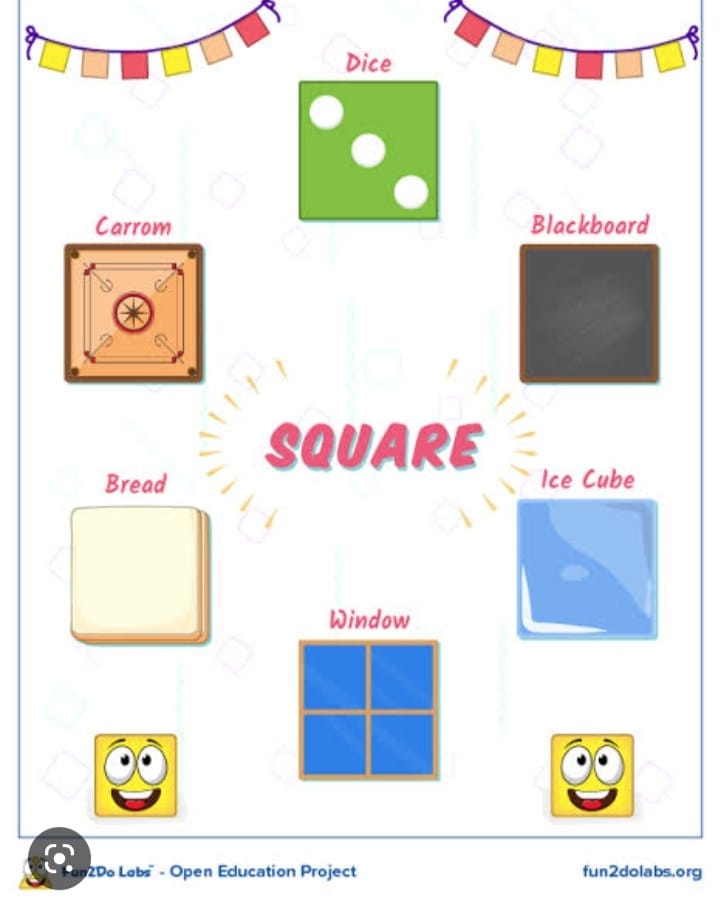 Dice
Carrom
Blackboard
SQUARE
Bread
Ice Cube
Window
Fun2Do Labs™ - Open Education Project
fun2dolabs.org